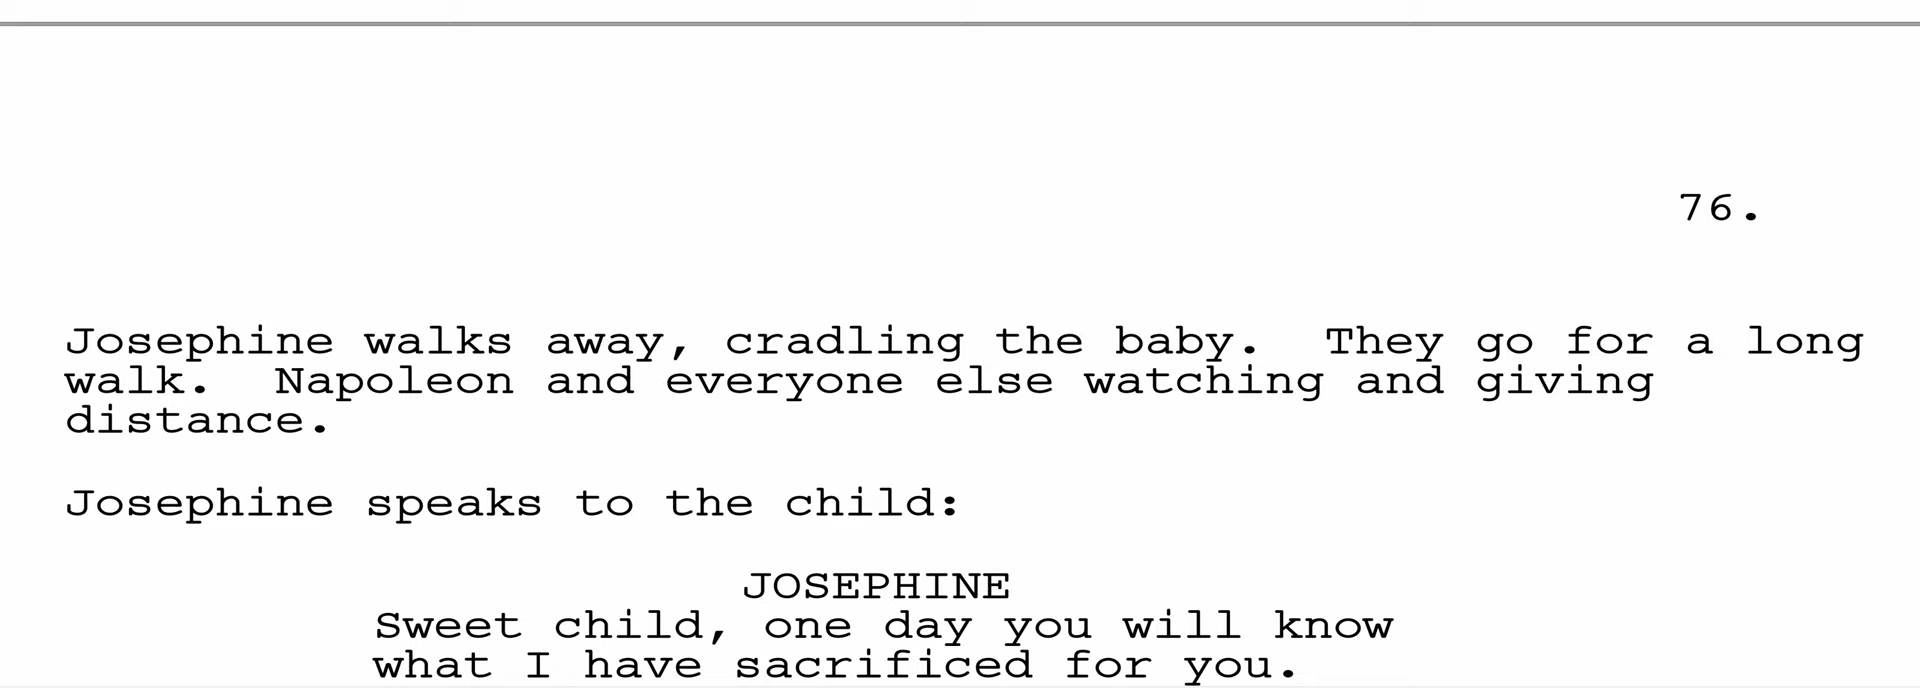 76.
Josephine walks away, cradling the baby.  They go for a long
walk.  Napoleon and everyone else watching and giving
distance.
Josephine speaks to the child:
JOSEPHINE
Sweet child, one day you will know
what I have sacrificed for you.